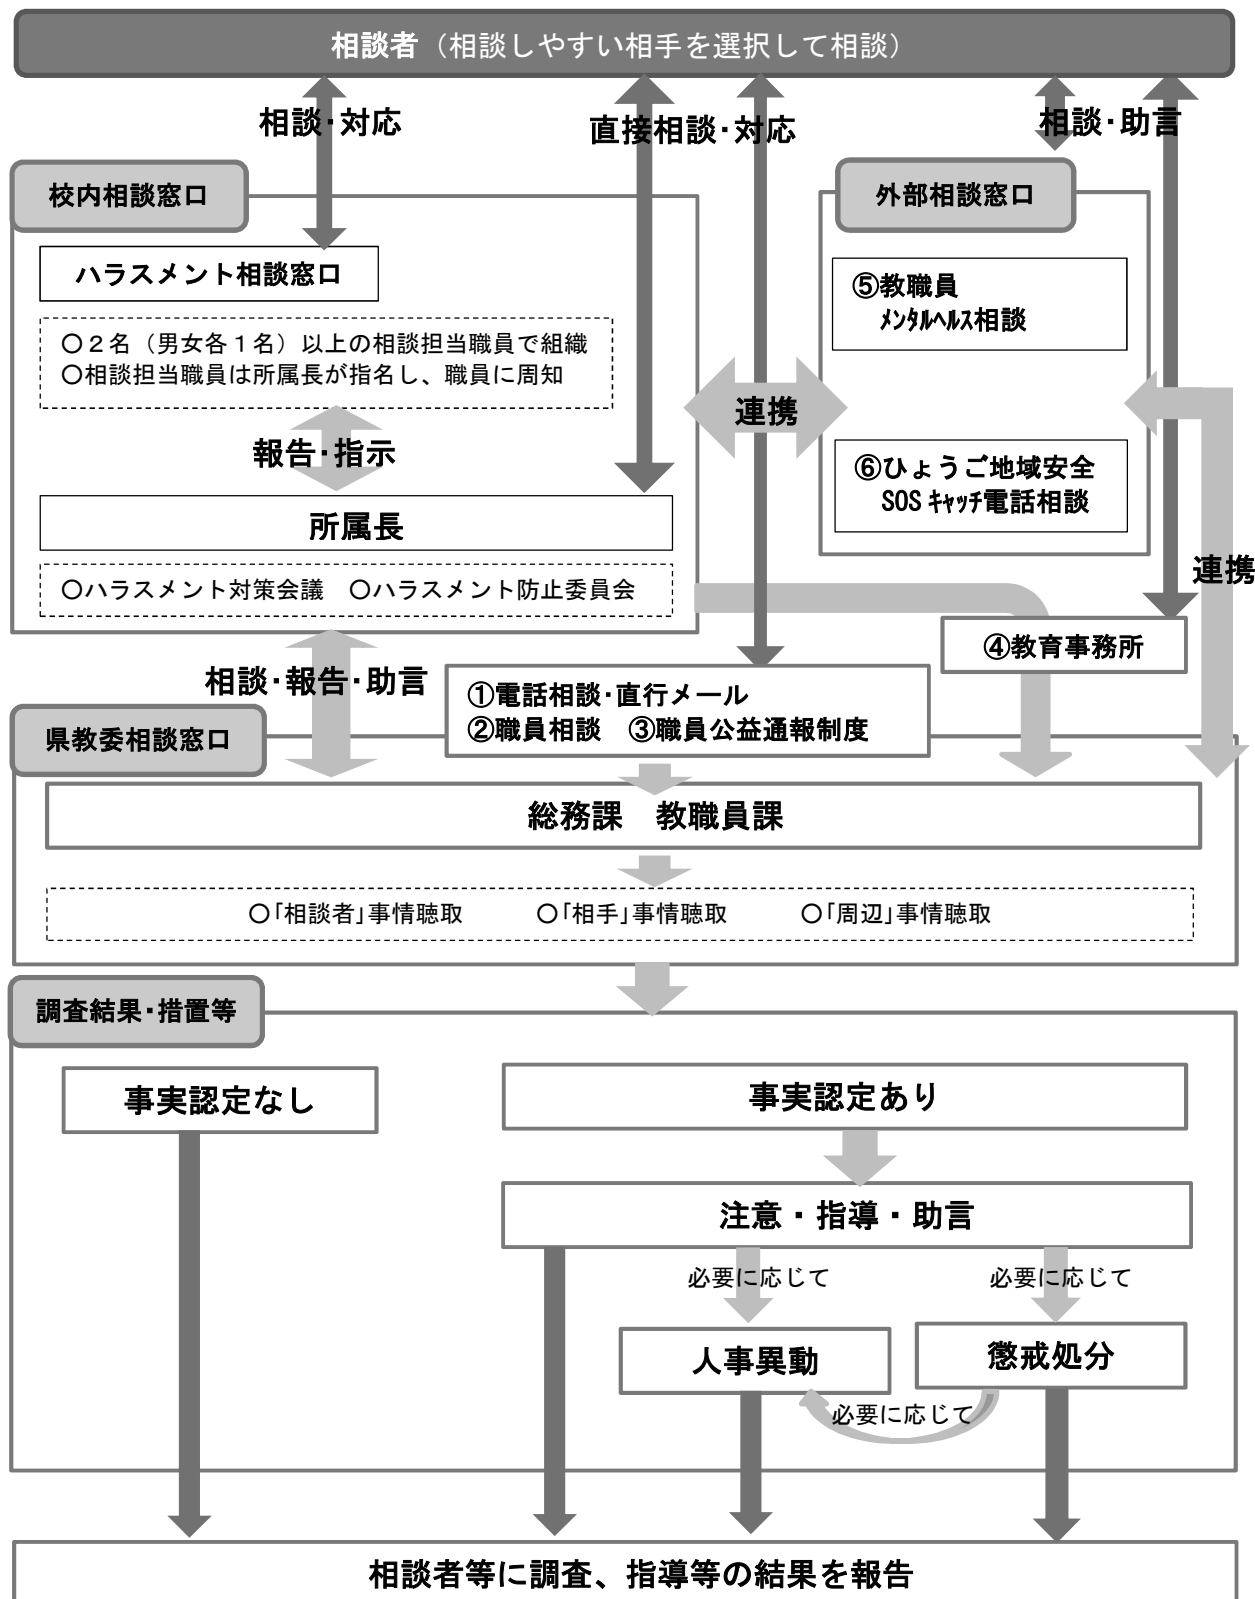 相談者（相談しやすい相手を選択して相談）
相談・対応
直接相談・対応
相談・助言
校内相談窓口
外部相談窓口
ハラスメント相談窓口
○２名（男女各１名）以上の相談担当職員で組織
○相談担当職員は所属長が指名し、職員に周知
⑤教職員
ﾒﾝﾀﾙﾍﾙｽ相談
連携
報告・指示
⑥ひょうご地域安全
SOS ｷｬｯﾁ電話相談
所属長
連携
○ハラスメント対策会議　○ハラスメント防止委員会
④教育事務所
相談・報告・助言
①電話相談・直行メール
②職員相談　③職員公益通報制度
県教委相談窓口
総務課　教職員課
○｢相談者｣事情聴取　○｢相手｣事情聴取　○｢周辺｣事情聴取
調査結果・措置等
事実認定なし
事実認定あり
注意・指導・助言
必要に応じて
必要に応じて
人事異動
懲戒処分
必要に応じて
相談者等に調査、指導等の結果を報告